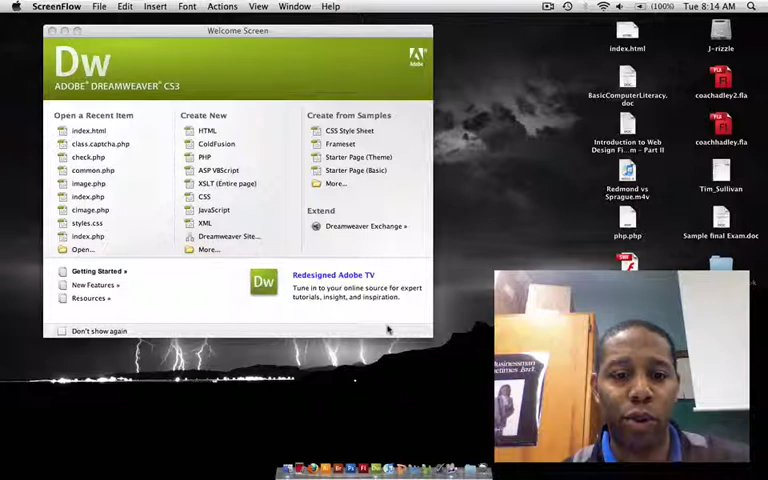 ScreenFlow File Edit Insert Font Actions View Window Help (100%) Tue 8:14 AM
Welcome Screen
Dw
ADOBE® DREAMWEAVER® CS3
Adobe
Open a Recent Item
index.html
class.captcha.php
check.php
common.php
image.php
index.php
cimage.php
styles.css
index.php
Open...
Create New
HTML
ColdFusion
PHP
ASP VBScript
XSLT (Entire page)
CSS
JavaScript
XML
Dreamweaver Site...
More...
Create from Samples
CSS Style Sheet
Frameset
Starter Page (Theme)
Starter Page (Basic)
More...
Extend
Dreamweaver Exchange »
Getting Started »
New Features »
Resources »
Dw
Redesigned Adobe TV
Tune in to your online source for expert
tutorials, insight, and inspiration.
Don't show again
index.html
J-rizzle
BasicComputerLiteracy.
doc
coachadley2.fla
Introduction to Web
Design Fi...m - Part II
coachhadley.fla
Redmond vs
Sprague.m4v
Tim_Sullivan
php.php
Sample final Exam.doc
Businessman